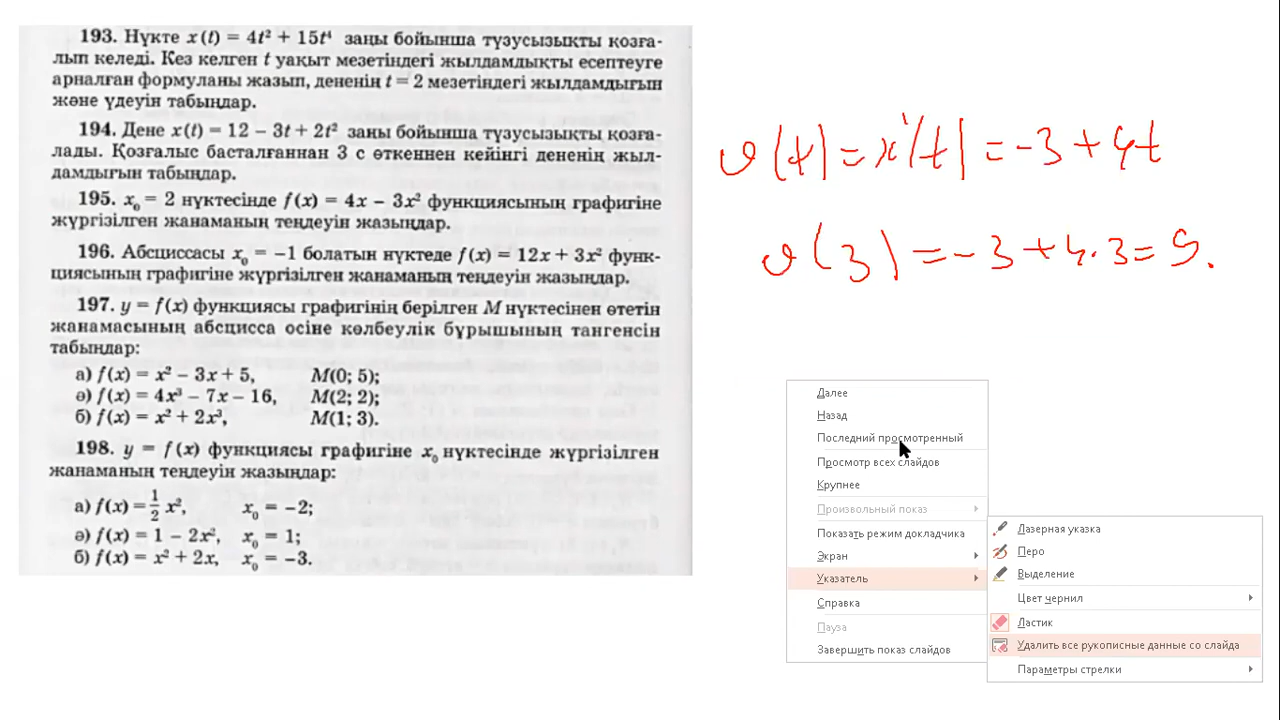 193. Нүкте x(t) = 4t² + 15t⁴ заңы бойынша түзусызықты қозға-
лып келеді. Кез келген t уақыт мезетіндегі жылдамдықты есептеуге
арналған формуланы жазып, дененің t = 2 мезетіндегі жылдамдығын
және үдеуін табыңдар.
194. Дене x(t) = 12 − 3t + 2t² заңы бойынша түзусызықты қозға-
лады. Қозғалыс басталғаннан 3 с өткеннен кейінгі дененің жыл-
дамдығын табыңдар.
195. x₀ = 2 нүктесінде f(x) = 4x − 3x² функциясының графигіне
жүргізілген жанаманың теңдеуін жазыңдар.
196. Абсциссасы x₀ = −1 болатын нүктеде f(x) = 12x + 3x² функ-
циясының графигіне жүргізілген жанаманың теңдеуін жазыңдар.
197. y = f(x) функциясы графигінің берілген M нүктесінен өтетін
жанамасының абсцисса осіне көлбеулік бұрышының тангенсін
табыңдар:
а) f(x) = x² − 3x + 5, M(0; 5);
ә) f(x) = 4x³ − 7x − 16, M(2; 2);
б) f(x) = x² + 2x³, M(1; 3).
198. y = f(x) функциясы графигіне x₀ нүктесінде жүргізілген
жанаманың теңдеуін жазыңдар:
а) f(x) = 1/2 x², x₀ = −2;
ә) f(x) = 1 − 2x², x₀ = 1;
б) f(x) = x² + 2x, x₀ = −3.
v(t) = x'(t) = -3 + 4t
v(3) = -3 + 4·3 = 9.
Далее
Назад
Последний просмотренный
Просмотр всех слайдов
Крупнее
Произвольный показ
Показать режим докладчика
Экран
Указатель
Справка
Пауза
Завершить показ слайдов
Лазерная указка
Перо
Выделение
Цвет чернил
Ластик
Удалить все рукописные данные со слайда
Параметры стрелки